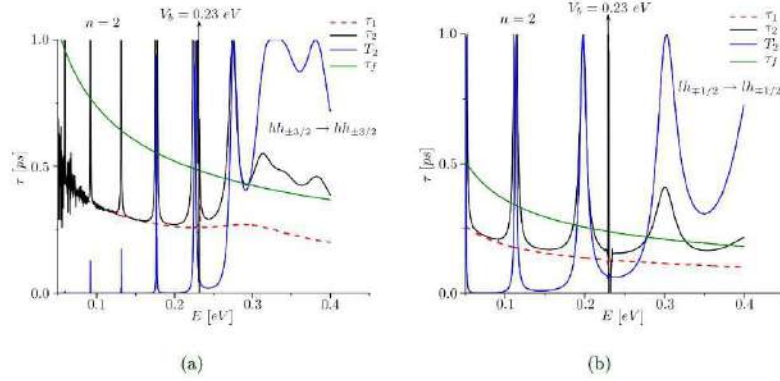 V_b = 0.23 eV
n = 2
τ_1
τ_2
T_2
τ_f
hh_{±3/2} → hh_{±3/2}
τ [ps]
1.0
0.5
0.0
0.1
0.2
0.3
0.4
E [eV]
(a)
V_b = 0.23 eV
n = 2
τ_1
τ_2
T_2
τ_f
lh_{∓1/2} → lh_{∓1/2}
τ [ps]
1.0
0.5
0.0
0.1
0.2
0.3
0.4
E [eV]
(b)